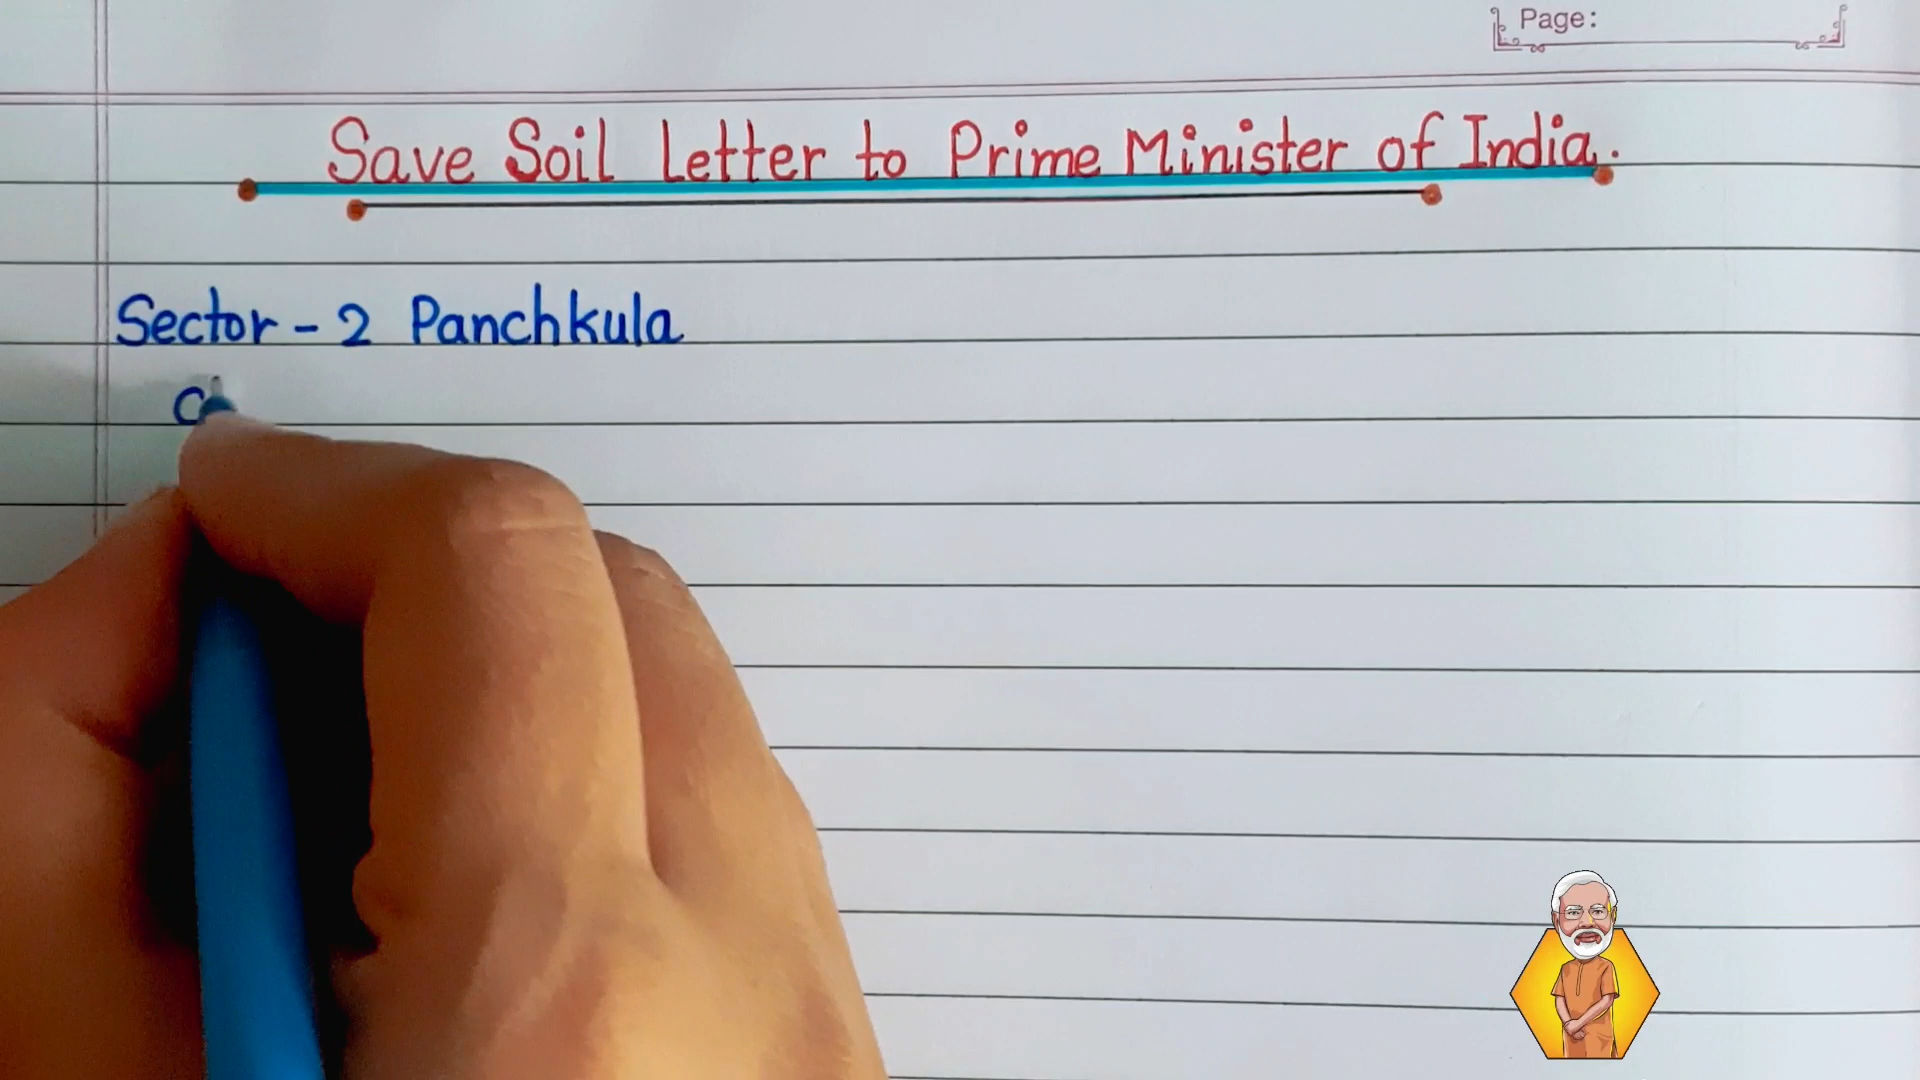 Page:
Save Soil Letter to Prime Minister of India.
Sector - 2 Panchkula